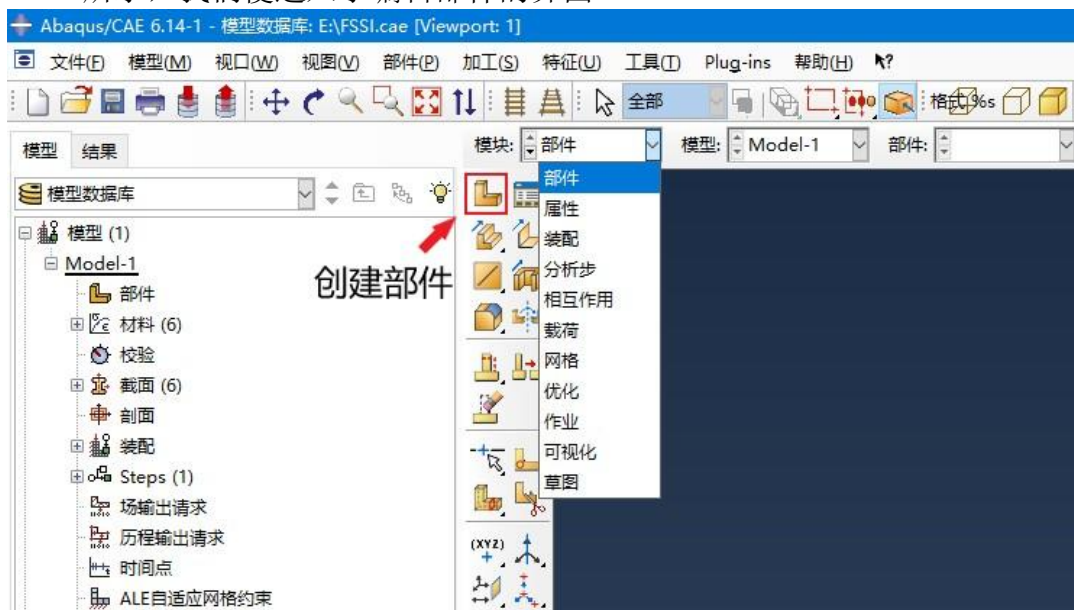 Abaqus/CAE 6.14-1 - 模型数据库: E:\FSSI.cae [Viewport: 1]
文件(F) 模型(M) 视口(W) 视图(V) 部件(P) 加工(S) 特征(U) 工具(T) Plug-ins 帮助(H)
全部 格式%s
模型 结果
模块: 部件 模型: Model-1 部件:
模型数据库
模型 (1)
Model-1
部件
材料 (6)
校验
截面 (6)
剖面
装配
Steps (1)
场输出请求
历程输出请求
时间点
ALE自适应网格约束
创建部件
部件
属性
装配
分析步
相互作用
载荷
网格
优化
作业
可视化
草图
(XYZ)